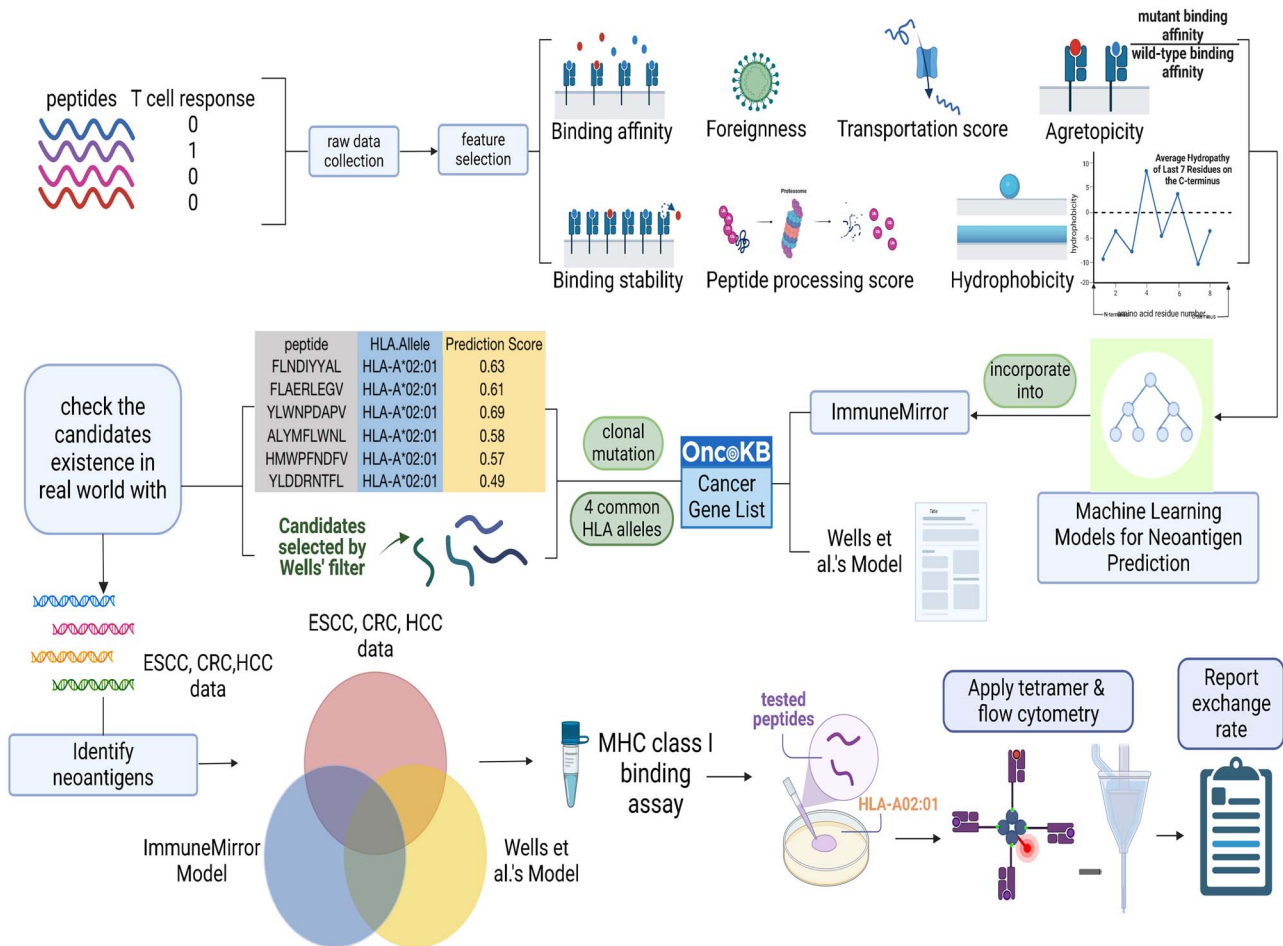 peptides
T cell response
0
1
0
0
raw data
collection
feature
selection
Binding affinity
Foreignness
Transportation score
mutant binding
affinity
wild-type binding
affinity
Agretopicity
Binding stability
Proteasome
Peptide processing score
Hydrophobicity
Average Hydropathy
of Last 7 Residues on
the C-terminus
hydrophobicity
10
5
0
-5
-10
-20
2
4
6
8
amino acid residue number
check the
candidates
existence in
real world with
peptide HLA.Allele Prediction Score
FLNDIYYAL HLA-A*02:01 0.63
FLAERLEGV HLA-A*02:01 0.61
YLWNPDAPV HLA-A*02:01 0.69
ALYMFLWNL HLA-A*02:01 0.58
HMWPFNDFV HLA-A*02:01 0.57
YLDDRNTFL HLA-A*02:01 0.49
Candidates
selected by
Wells' filter
clonal
mutation
4 common
HLA alleles
OncoKB
Cancer
Gene List
ImmuneMirror
incorporate
into
Wells et
al.'s Model
Title
Machine Learning
Models for Neoantigen
Prediction
ESCC, CRC,HCC
data
Identify
neoantigens
ESCC, CRC, HCC
data
ImmuneMirror
Model
Wells et
al.'s Model
MHC class I
binding
assay
tested
peptides
HLA-A02:01
Apply tetramer &
flow cytometry
Report
exchange
rate